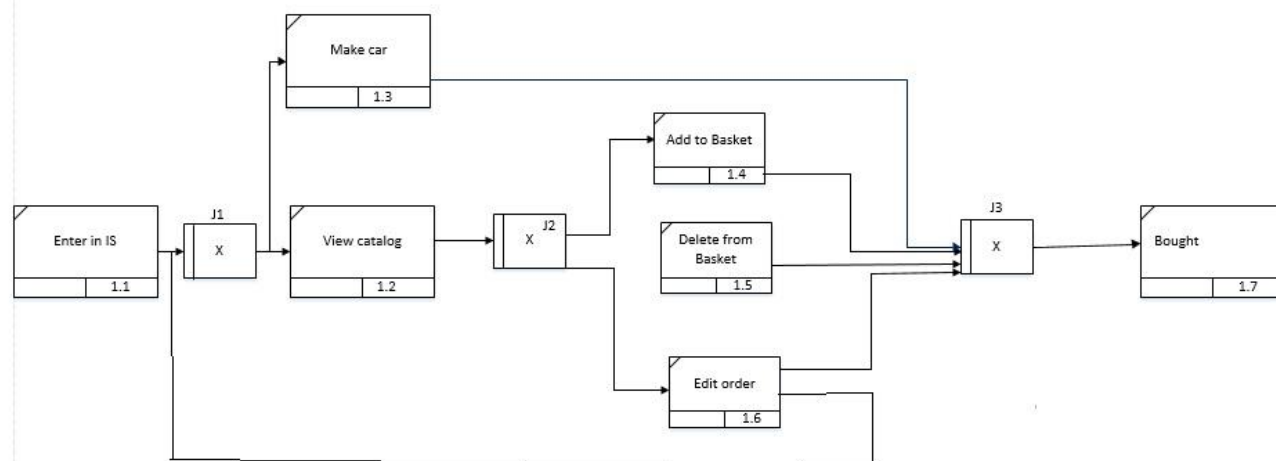 Make car
1.3
Add to Basket
1.4
J1
X
Enter in IS
1.1
View catalog
1.2
X
J2
Delete from
Basket
1.5
J3
X
Bought
1.7
Edit order
1.6